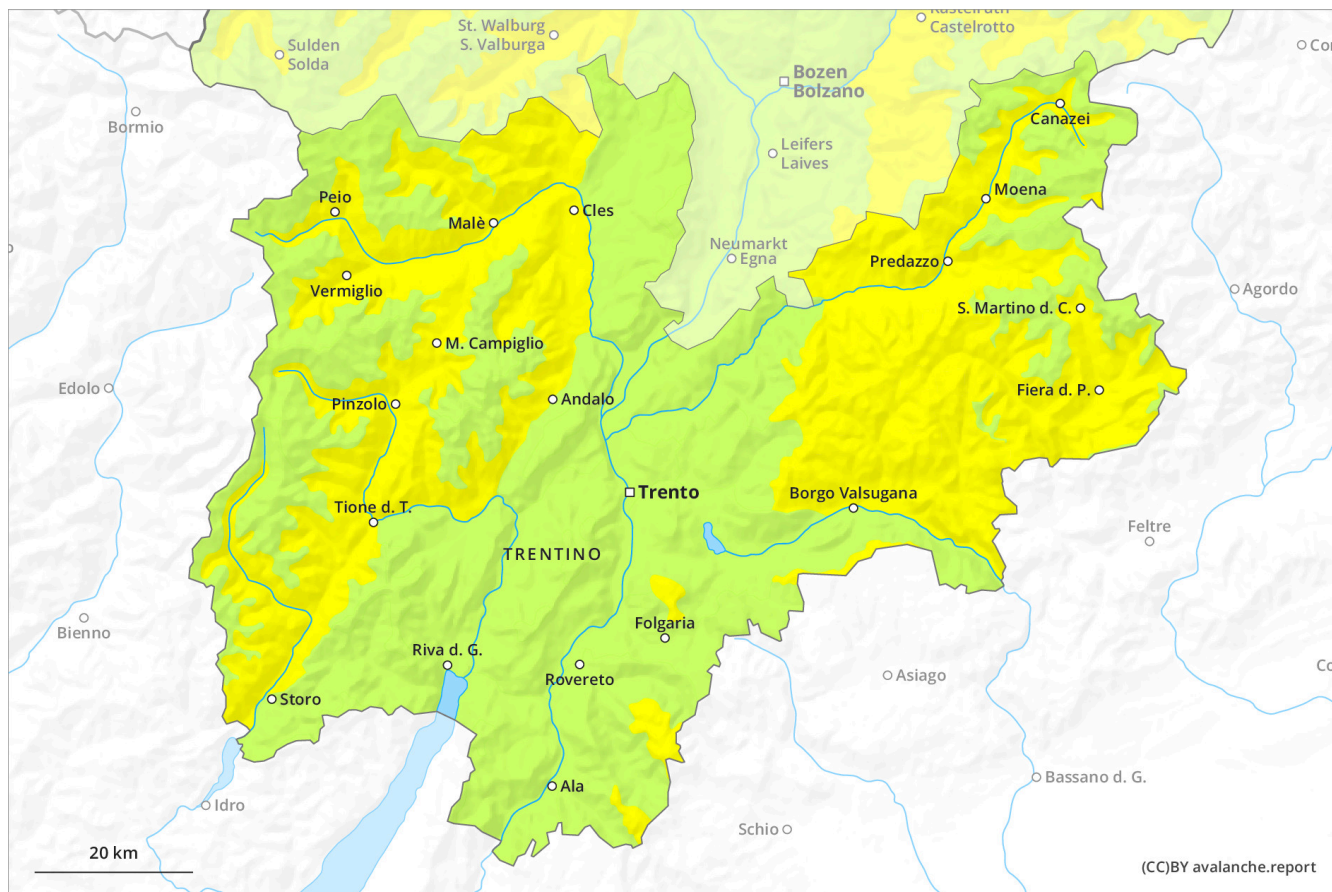 Kastelruth
Castelrotto
St. Walburg
S. Valburga
Sulden
Solda
Bozen
Bolzano
Bormio
Canazei
Leifers
Laives
Moena
Peio
Cles
Malè
Neumarkt
Egna
Predazzo
Vermiglio
Agordo
S. Martino d. C.
M. Campiglio
Edolo
Fiera d. P.
Pinzolo
Andalo
Trento
Borgo Valsugana
Tione d. T.
Feltre
TRENTINO
Bienno
Folgaria
Riva d. G.
Rovereto
Asiago
Storo
Bassano d. G.
Ala
Idro
Schio
20 km
(CC)BY avalanche.report